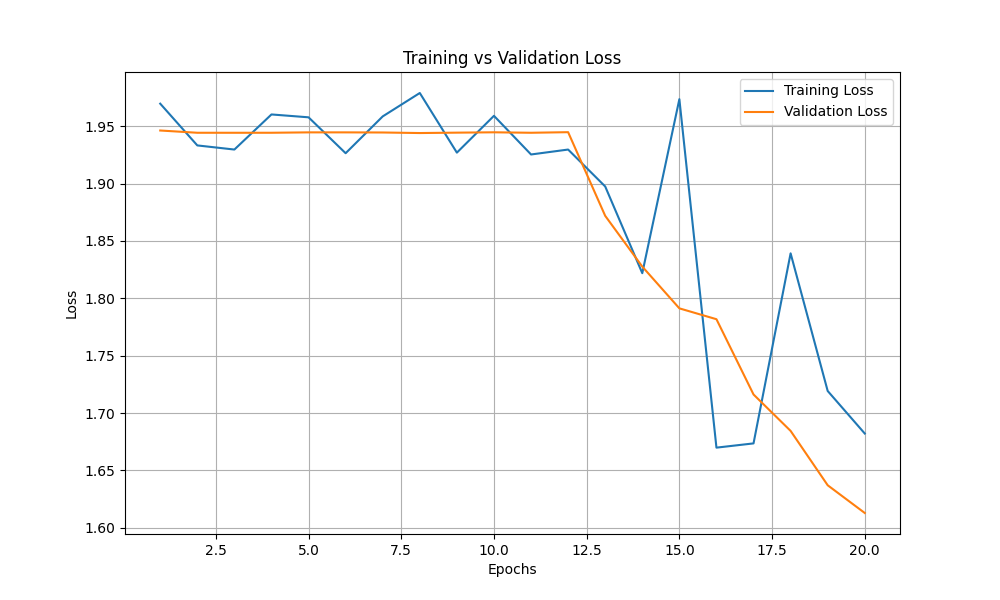 Training vs Validation Loss
Training Loss
Validation Loss
Loss
1.95
1.90
1.85
1.80
1.75
1.70
1.65
1.60
2.5 5.0 7.5 10.0 12.5 15.0 17.5 20.0
Epochs